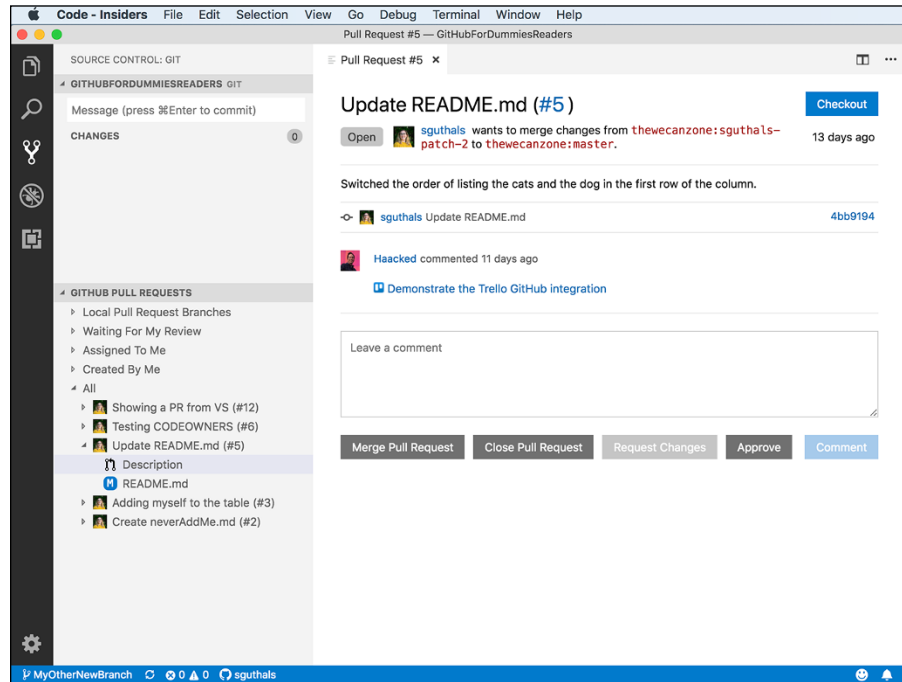 Code - Insiders File Edit Selection View Go Debug Terminal Window Help
Pull Request #5 — GitHubForDummiesReaders
SOURCE CONTROL: GIT
GITHUBFORDUMMIESREADERS GIT
Message (press ⌘Enter to commit)
CHANGES 0
GITHUB PULL REQUESTS
Local Pull Request Branches
Waiting For My Review
Assigned To Me
Created By Me
All
Showing a PR from VS (#12)
Testing CODEOWNERS (#6)
Update README.md (#5)
Description
M README.md
Adding myself to the table (#3)
Create neverAddMe.md (#2)
Pull Request #5 ×
Update README.md (#5) Checkout
Open sguthals wants to merge changes from thewecanzone:sguthals-
patch-2 to thewecanzone:master. 13 days ago
Switched the order of listing the cats and the dog in the first row of the column.
sguthals Update README.md 4bb9194
Haacked commented 11 days ago
Demonstrate the Trello GitHub integration
Leave a comment
Merge Pull Request Close Pull Request Request Changes Approve Comment
MyOtherNewBranch 0 0 sguthals